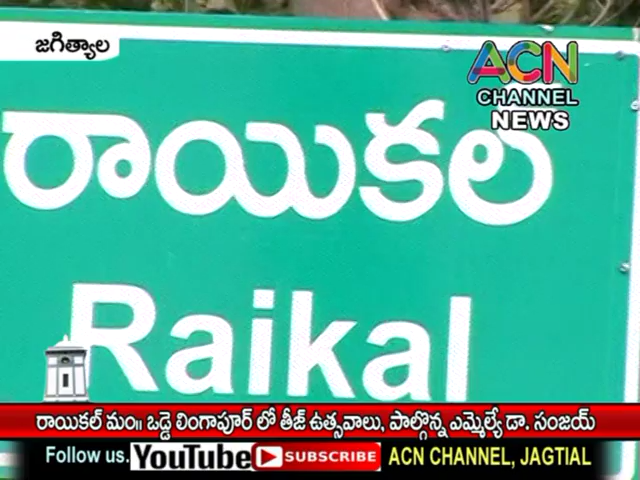 జగిత్యాల
ACN
CHANNEL
NEWS
రాయికల
Raikal
రాయికల్ మం॥ ఒడ్డె లింగాపూర్ లో తీజ్ ఉత్సవాలు, పాల్గొన్న ఎమ్మెల్యే డా. సంజయ్
Follow us. YouTube SUBSCRIBE ACN CHANNEL, JAGTIAL